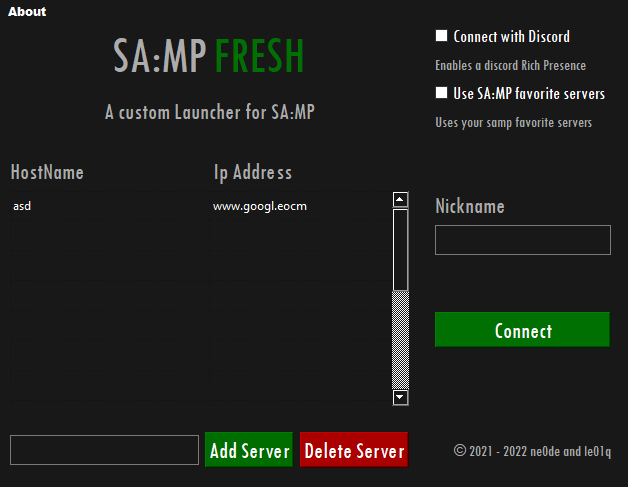 About
SA:MP FRESH
A custom Launcher for SA:MP
Connect with Discord
Enables a discord Rich Presence
Use SA:MP favorite servers
Uses your samp favorite servers
HostName Ip Address
asd www.googl.eocm
Nickname
Connect
Add Server Delete Server
© 2021 - 2022 ne0de and le01q